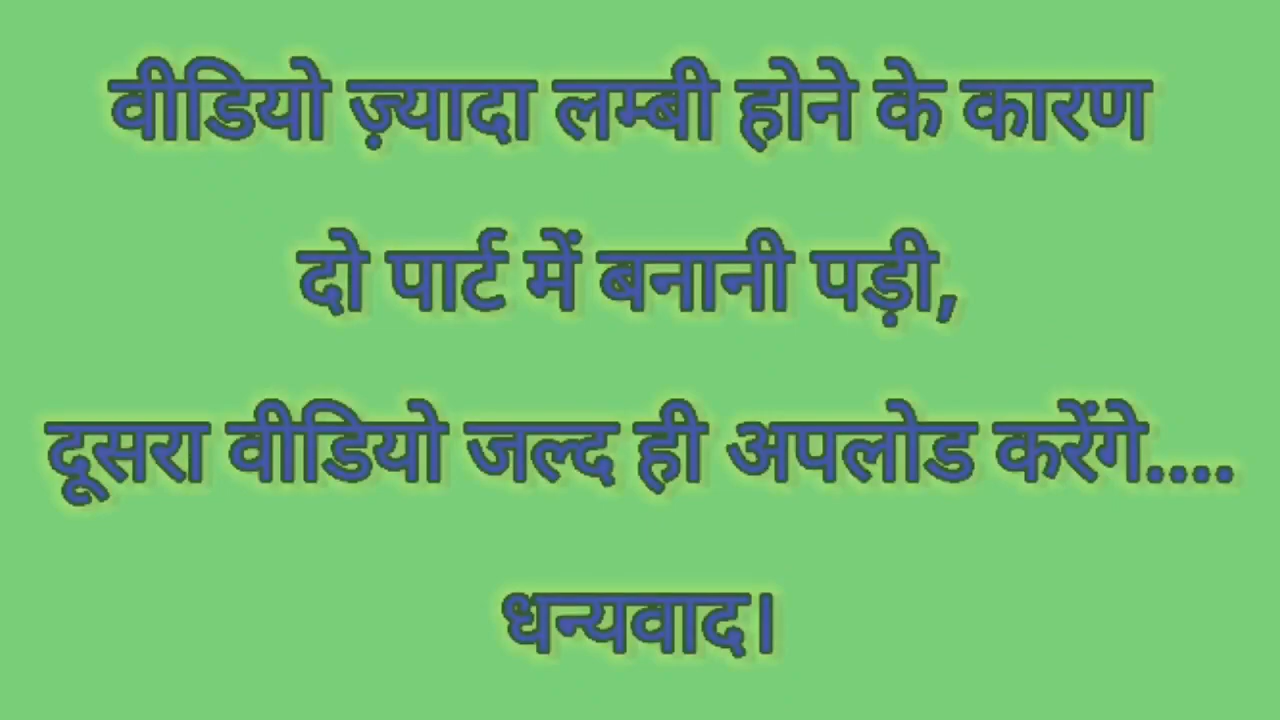 वीडियो ज़्यादा लम्बी होने के कारण
दो पार्ट में बनानी पड़ी,
दूसरा वीडियो जल्द ही अपलोड करेंगे....
धन्यवाद।